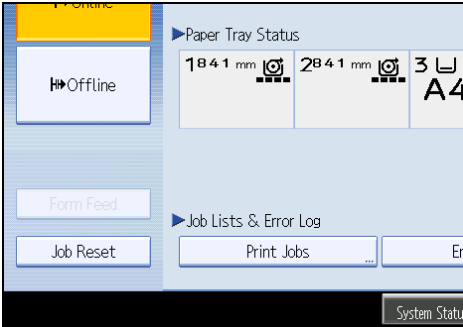 Online
▶Paper Tray Status
1 841 mm
2 841 mm
3
A4
Offline
Form Feed
▶Job Lists & Error Log
Job Reset
Print Jobs
...
System Statu